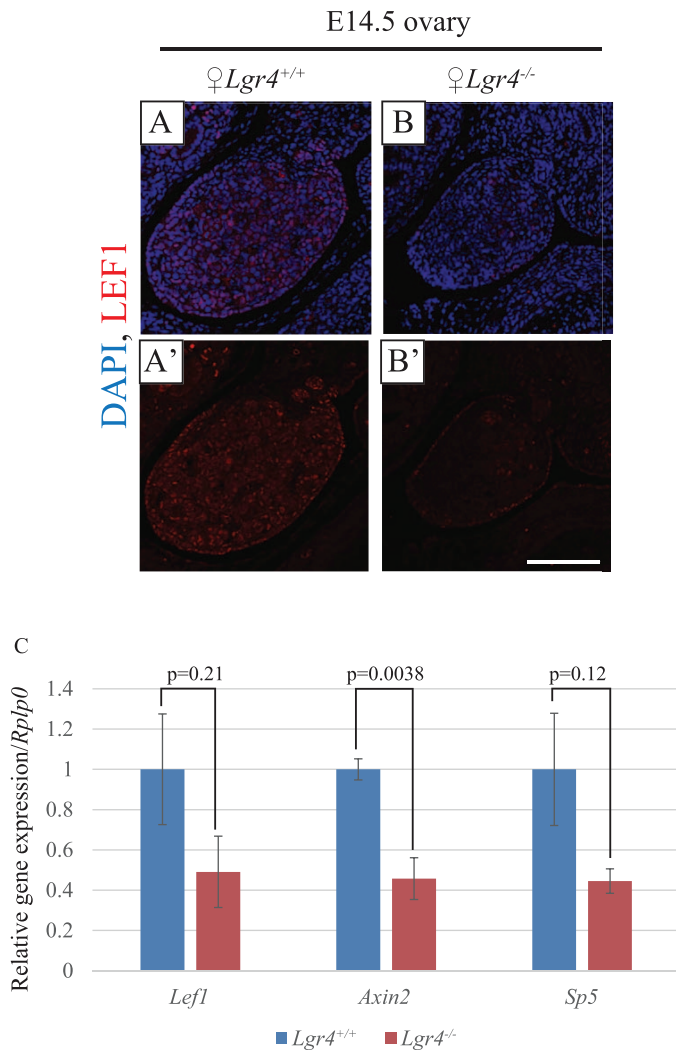 E14.5 ovary
♀Lgr4+/+
♀Lgr4-/-
A
B
DAPI, LEF1
A’
B’
C
p=0.21
p=0.0038
p=0.12
Relative gene expression/Rplp0
1.4
1.2
1
0.8
0.6
0.4
0.2
0
Lef1
Axin2
Sp5
Lgr4+/+
Lgr4-/-